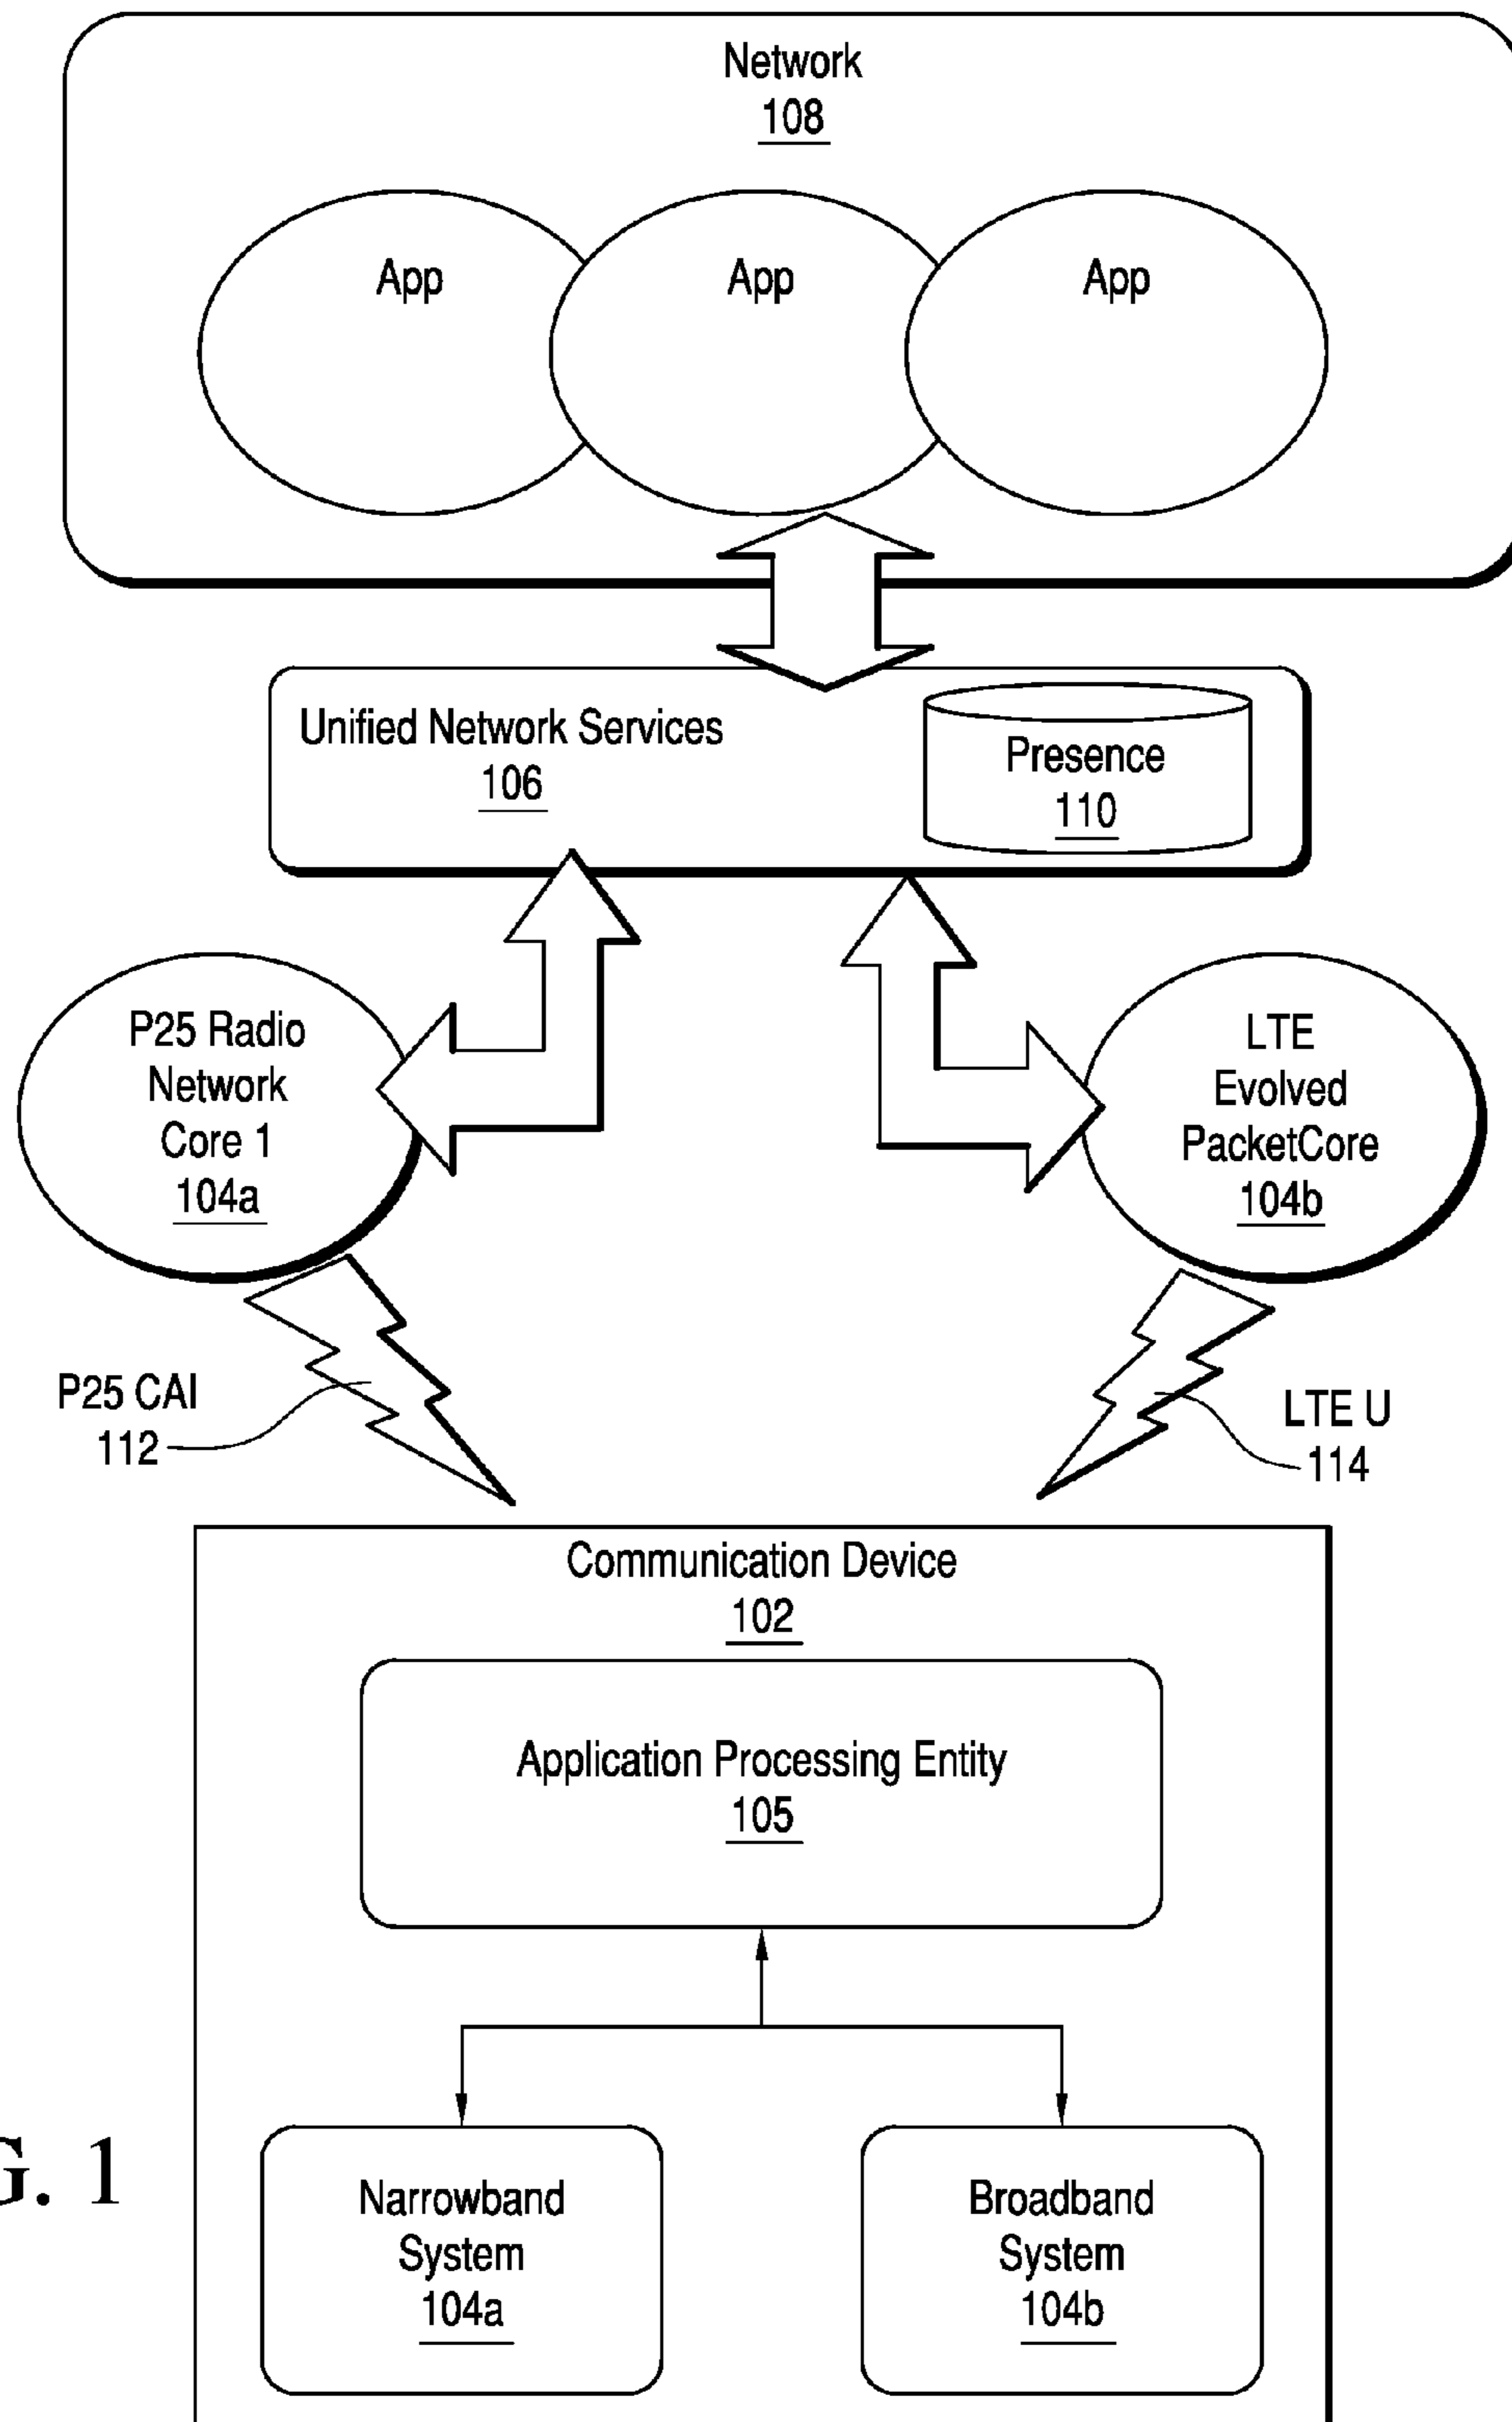 Network
108
App
App
App
Unified Network Services
106
Presence
110
P25 Radio
Network
Core 1
104a
LTE
Evolved
PacketCore
104b
P25 CAI
112
LTE U
114
Communication Device
102
Application Processing Entity
105
Narrowband
System
104a
Broadband
System
104b
G. 1